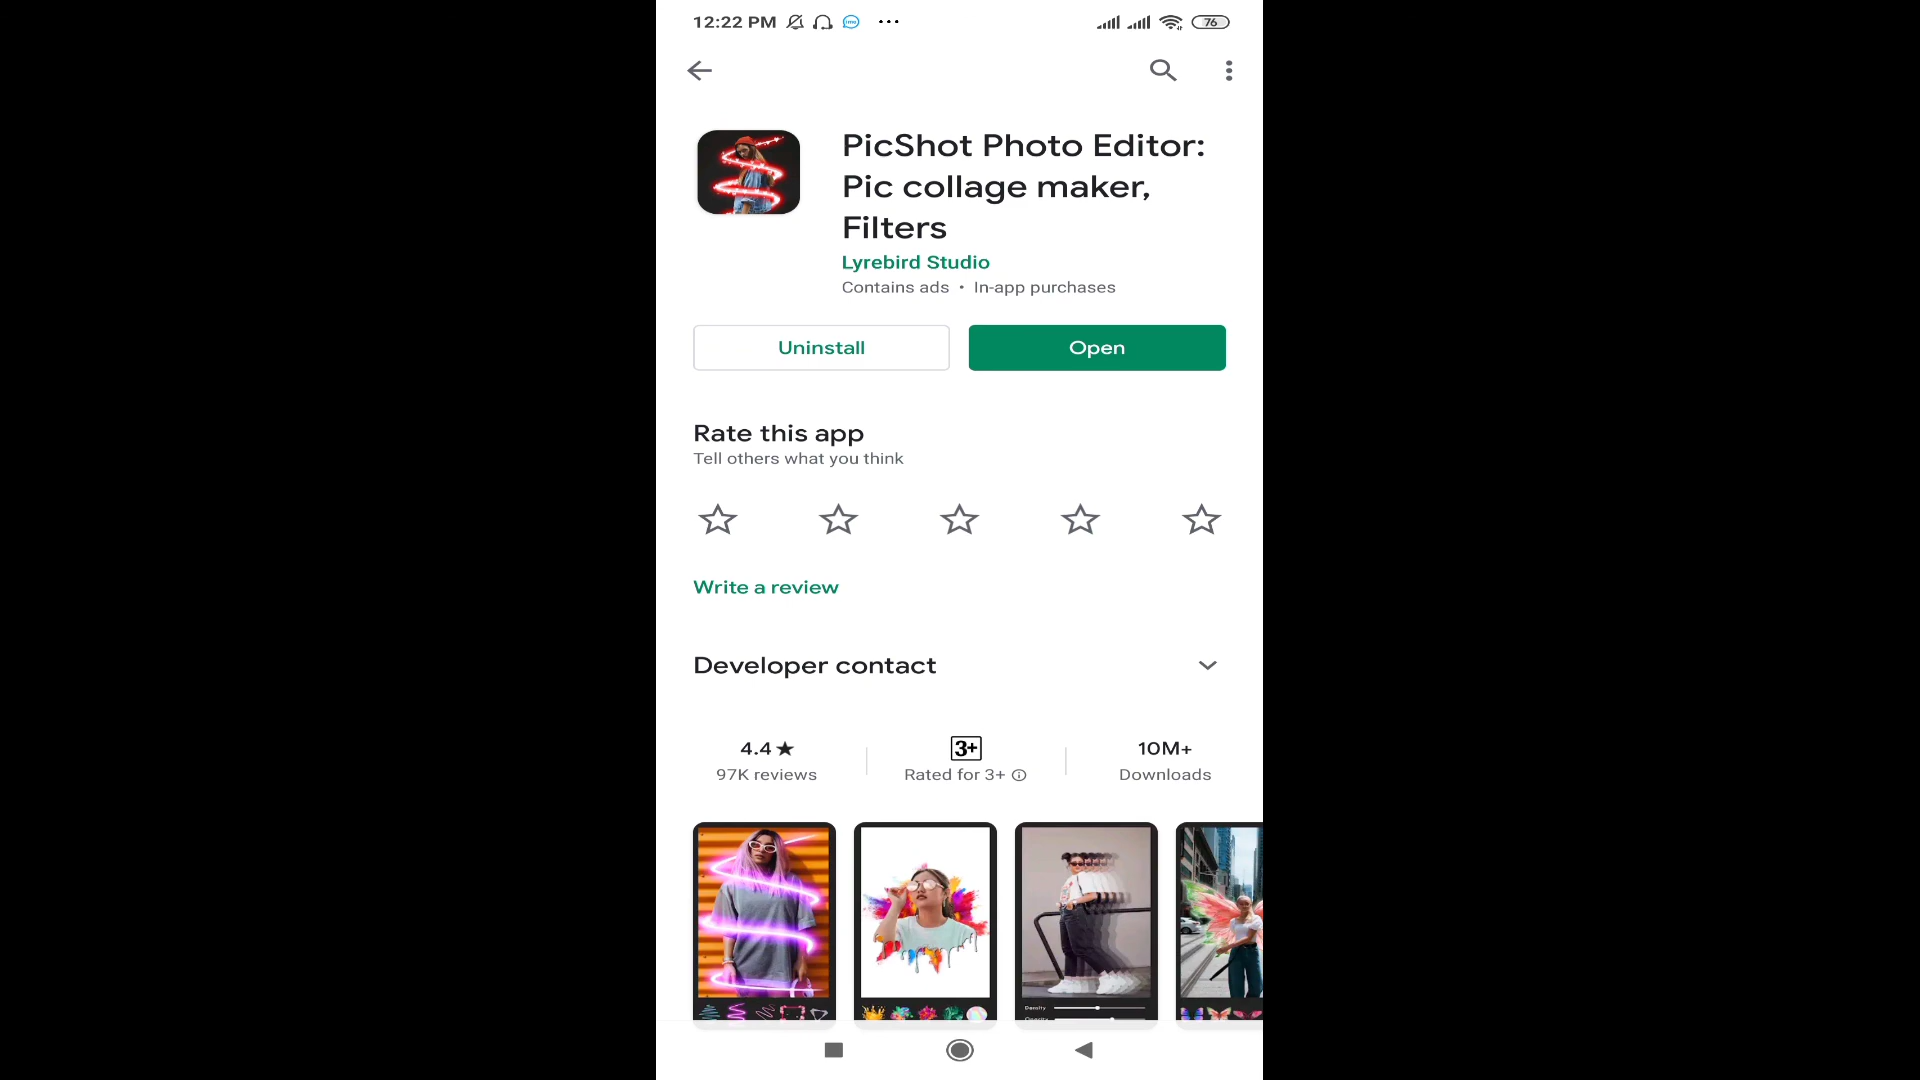 12:22 PM
76
PicShot Photo Editor:
Pic collage maker,
Filters
Lyrebird Studio
Contains ads • In-app purchases
Uninstall
Open
Rate this app
Tell others what you think
Write a review
Developer contact
4.4★
3+
10M+
97K reviews
Rated for 3+
Downloads
Density
Opacity